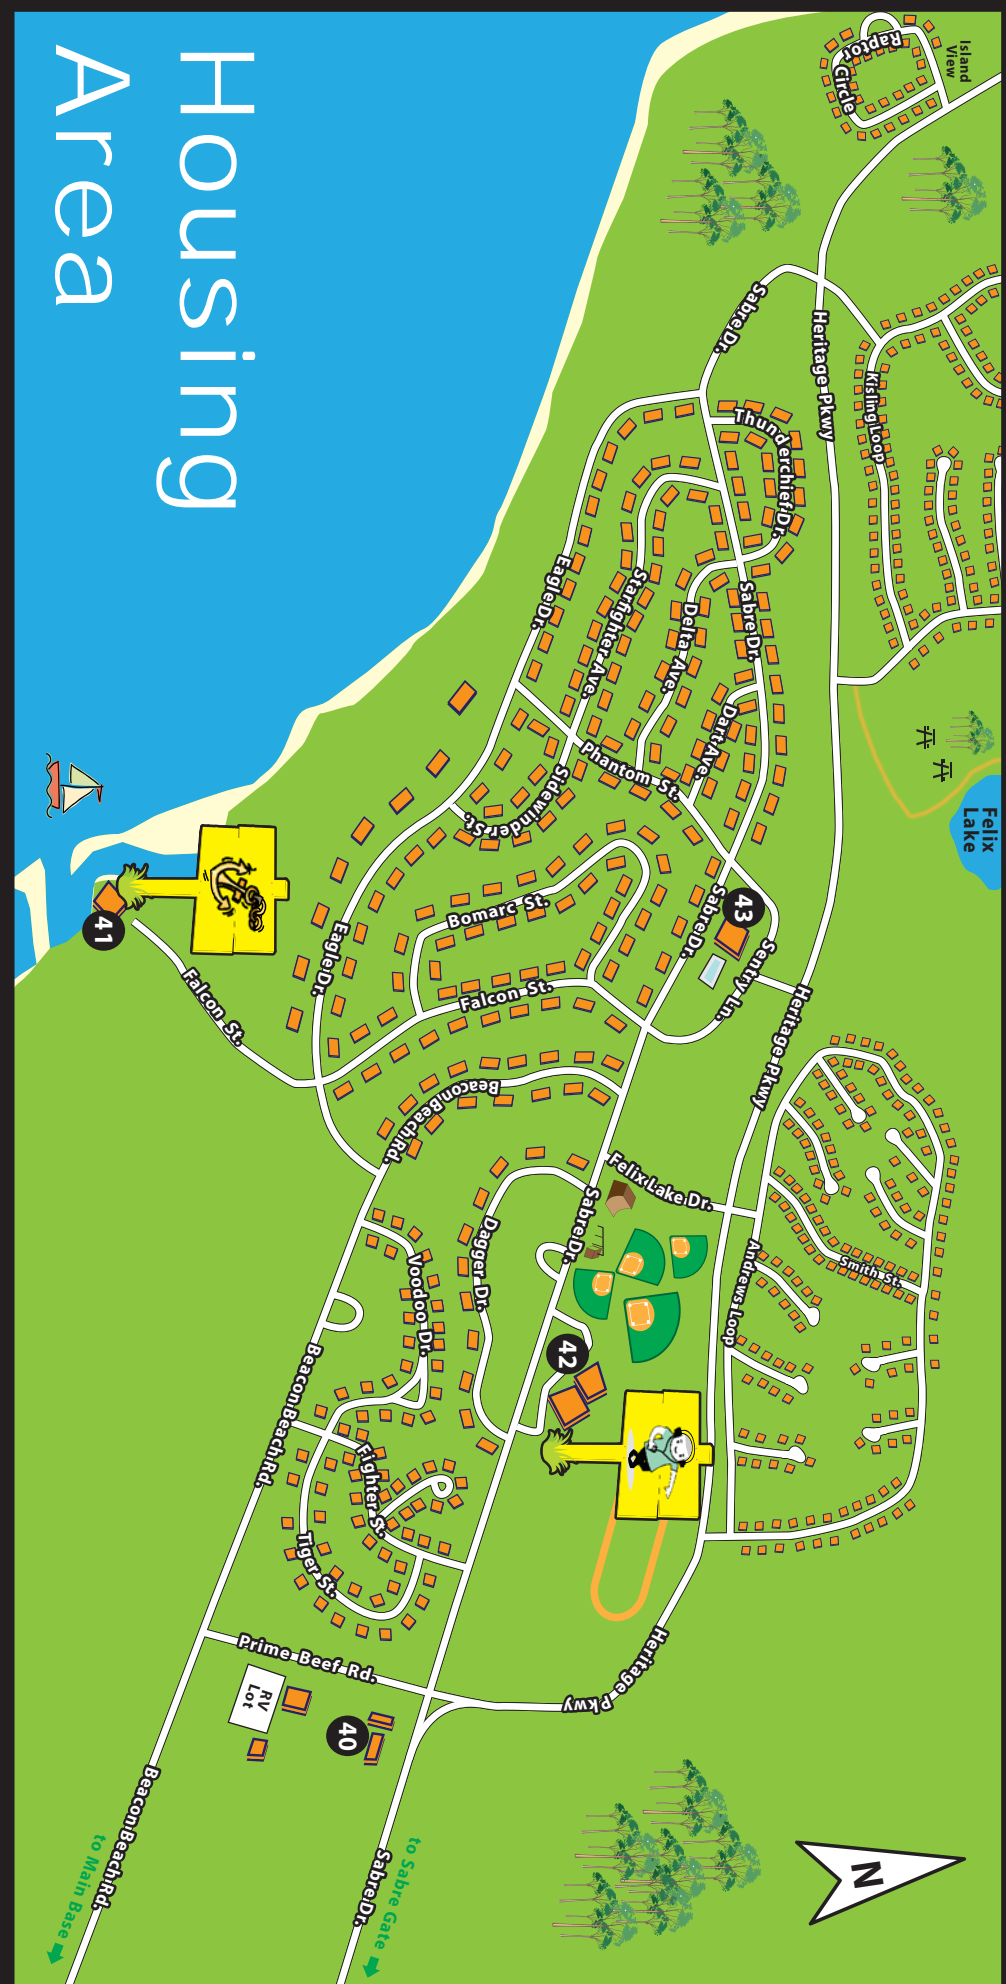 Housing
Area
Island
View
Raptor Circle
Heritage Pkwy
Kisling Loop
Sabre Dr.
Thunderchief Dr.
Eagle Dr.
Starfighter Ave.
Delta Ave.
Sabre Dr.
Dart Ave.
Phantom St.
Sidewinder St.
Felix
Lake
Bomarc St.
Sabre Dr.
43
Sentry Ln.
Heritage Pkwy
Eagle Dr.
Falcon St.
Falcon St.
41
Beacon Beach Rd.
Felix Lake Dr.
Sabre Dr.
Dagger Dr.
Voodoo Dr.
Andrews Loop
Smith St.
42
Beacon Beach Rd.
Fighter St.
Tiger St.
Heritage Pkwy
Prime Beef Rd.
RV
Lot
40
Beacon Beach Rd.
to Main Base
Sabre Dr.
to Sabre Gate
N